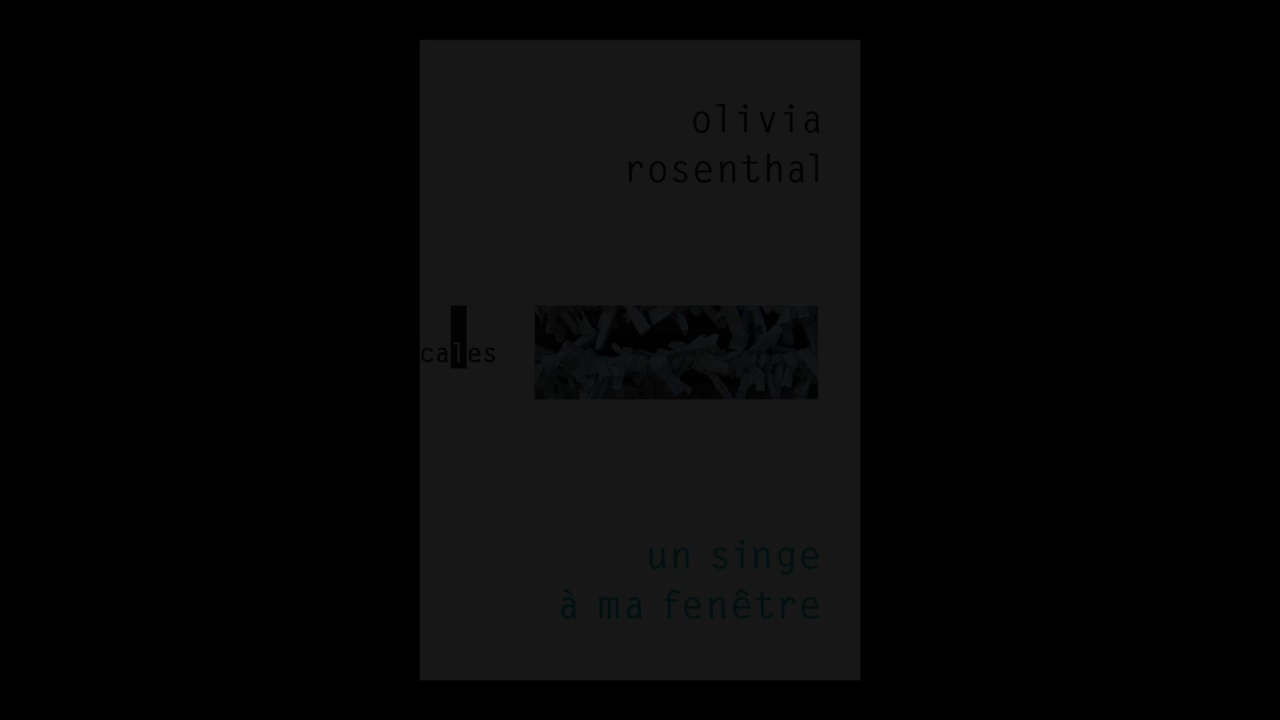 olivia
rosenthal
cales
un singe
à ma fenêtre